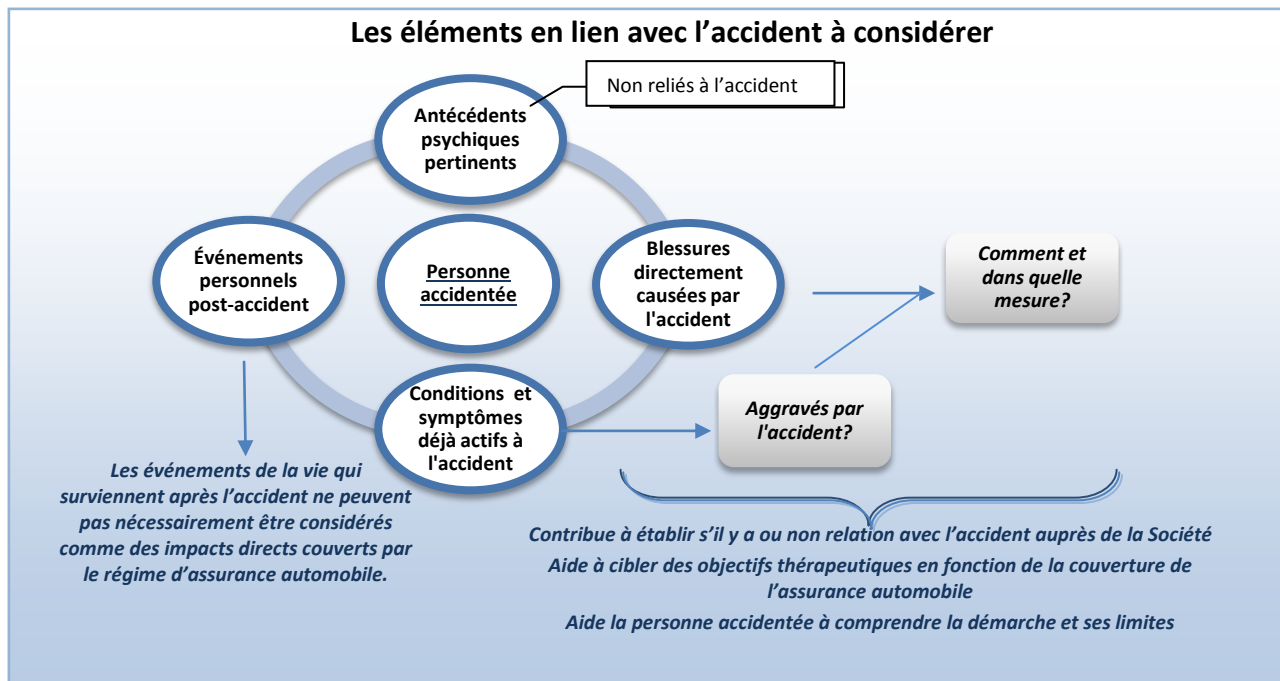 Les éléments en lien avec l’accident à considérer
Non reliés à l’accident
Antécédents
psychiques
pertinents
Événements
personnels
post-accident
Personne
accidentée
Blessures
directement
causées par
l'accident
Comment et
dans quelle
mesure?
Conditions et
symptômes
déjà actifs à
l'accident
Aggravés par
l'accident?
Les événements de la vie qui
surviennent après l’accident ne peuvent
pas nécessairement être considérés
comme des impacts directs couverts par
le régime d’assurance automobile.
Contribue à établir s’il y a ou non relation avec l’accident auprès de la Société
Aide à cibler des objectifs thérapeutiques en fonction de la couverture de
l’assurance automobile
Aide la personne accidentée à comprendre la démarche et ses limites